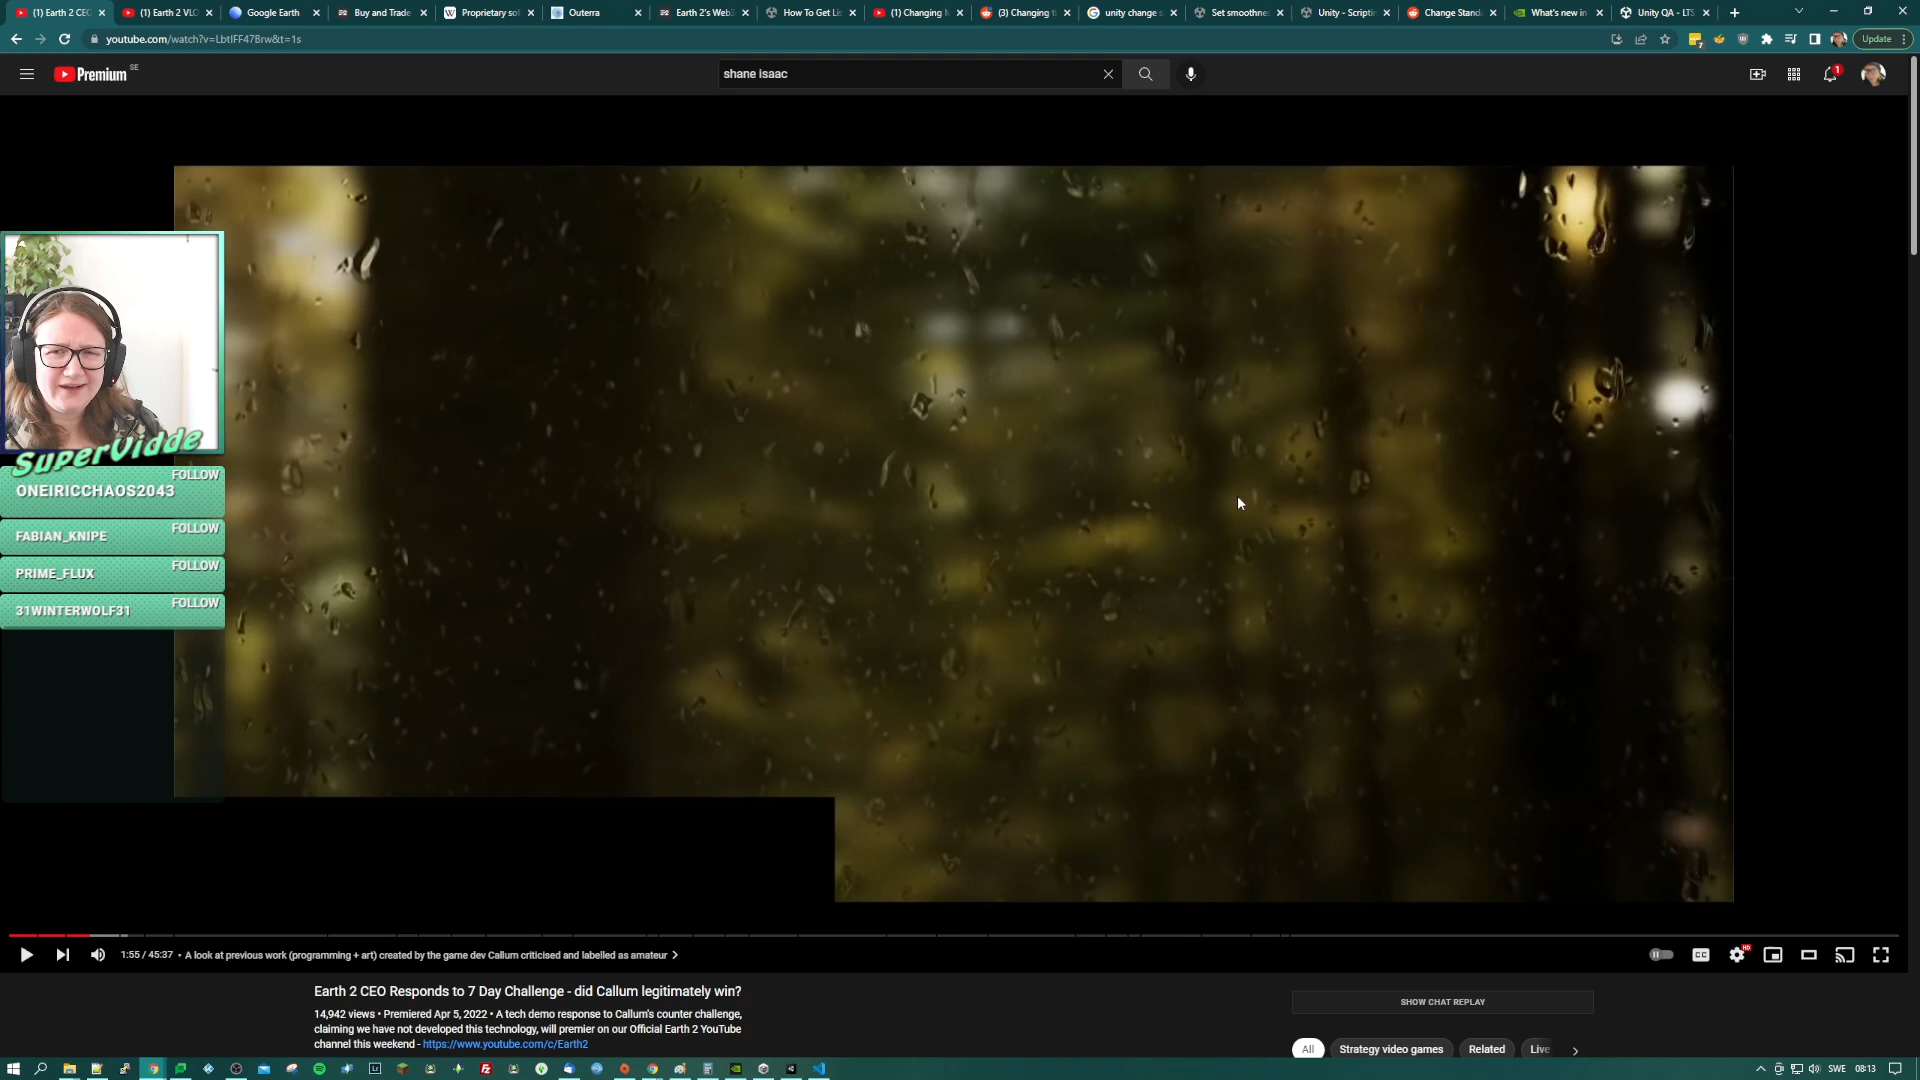 (1) Earth 2 CEC
(1) Earth 2 VLO
Google Earth
Buy and Trade
Proprietary so
Outerra
Earth 2's Web3
How To Get Lis
(1) Changing
(3) Changing t
unity change s
Set smoothne
Unity - Scriptin
Change Standa
What's new in
Unity QA - LTS
youtube.com/watch?v=LbtIFF47Brw&t=1s
Update
Premium SE
shane isaac
1
SuperVidde
FOLLOW
ONEIRICCHAOS2043
FOLLOW
FABIAN_KNIPE
FOLLOW
PRIME_FLUX
FOLLOW
31WINTERWOLF31
1:55 / 45:37 • A look at previous work (programming + art) created by the game dev Callum criticised and labelled as amateur
CC
HD
Earth 2 CEO Responds to 7 Day Challenge - did Callum legitimately win?
14,942 views • Premiered Apr 5, 2022 • A tech demo response to Callum's counter challenge,
claiming we have not developed this technology, will premier on our Official Earth 2 YouTube
channel this weekend - https://www.youtube.com/c/Earth2
SHOW CHAT REPLAY
All
Strategy video games
Related
Live
SWE
08:13